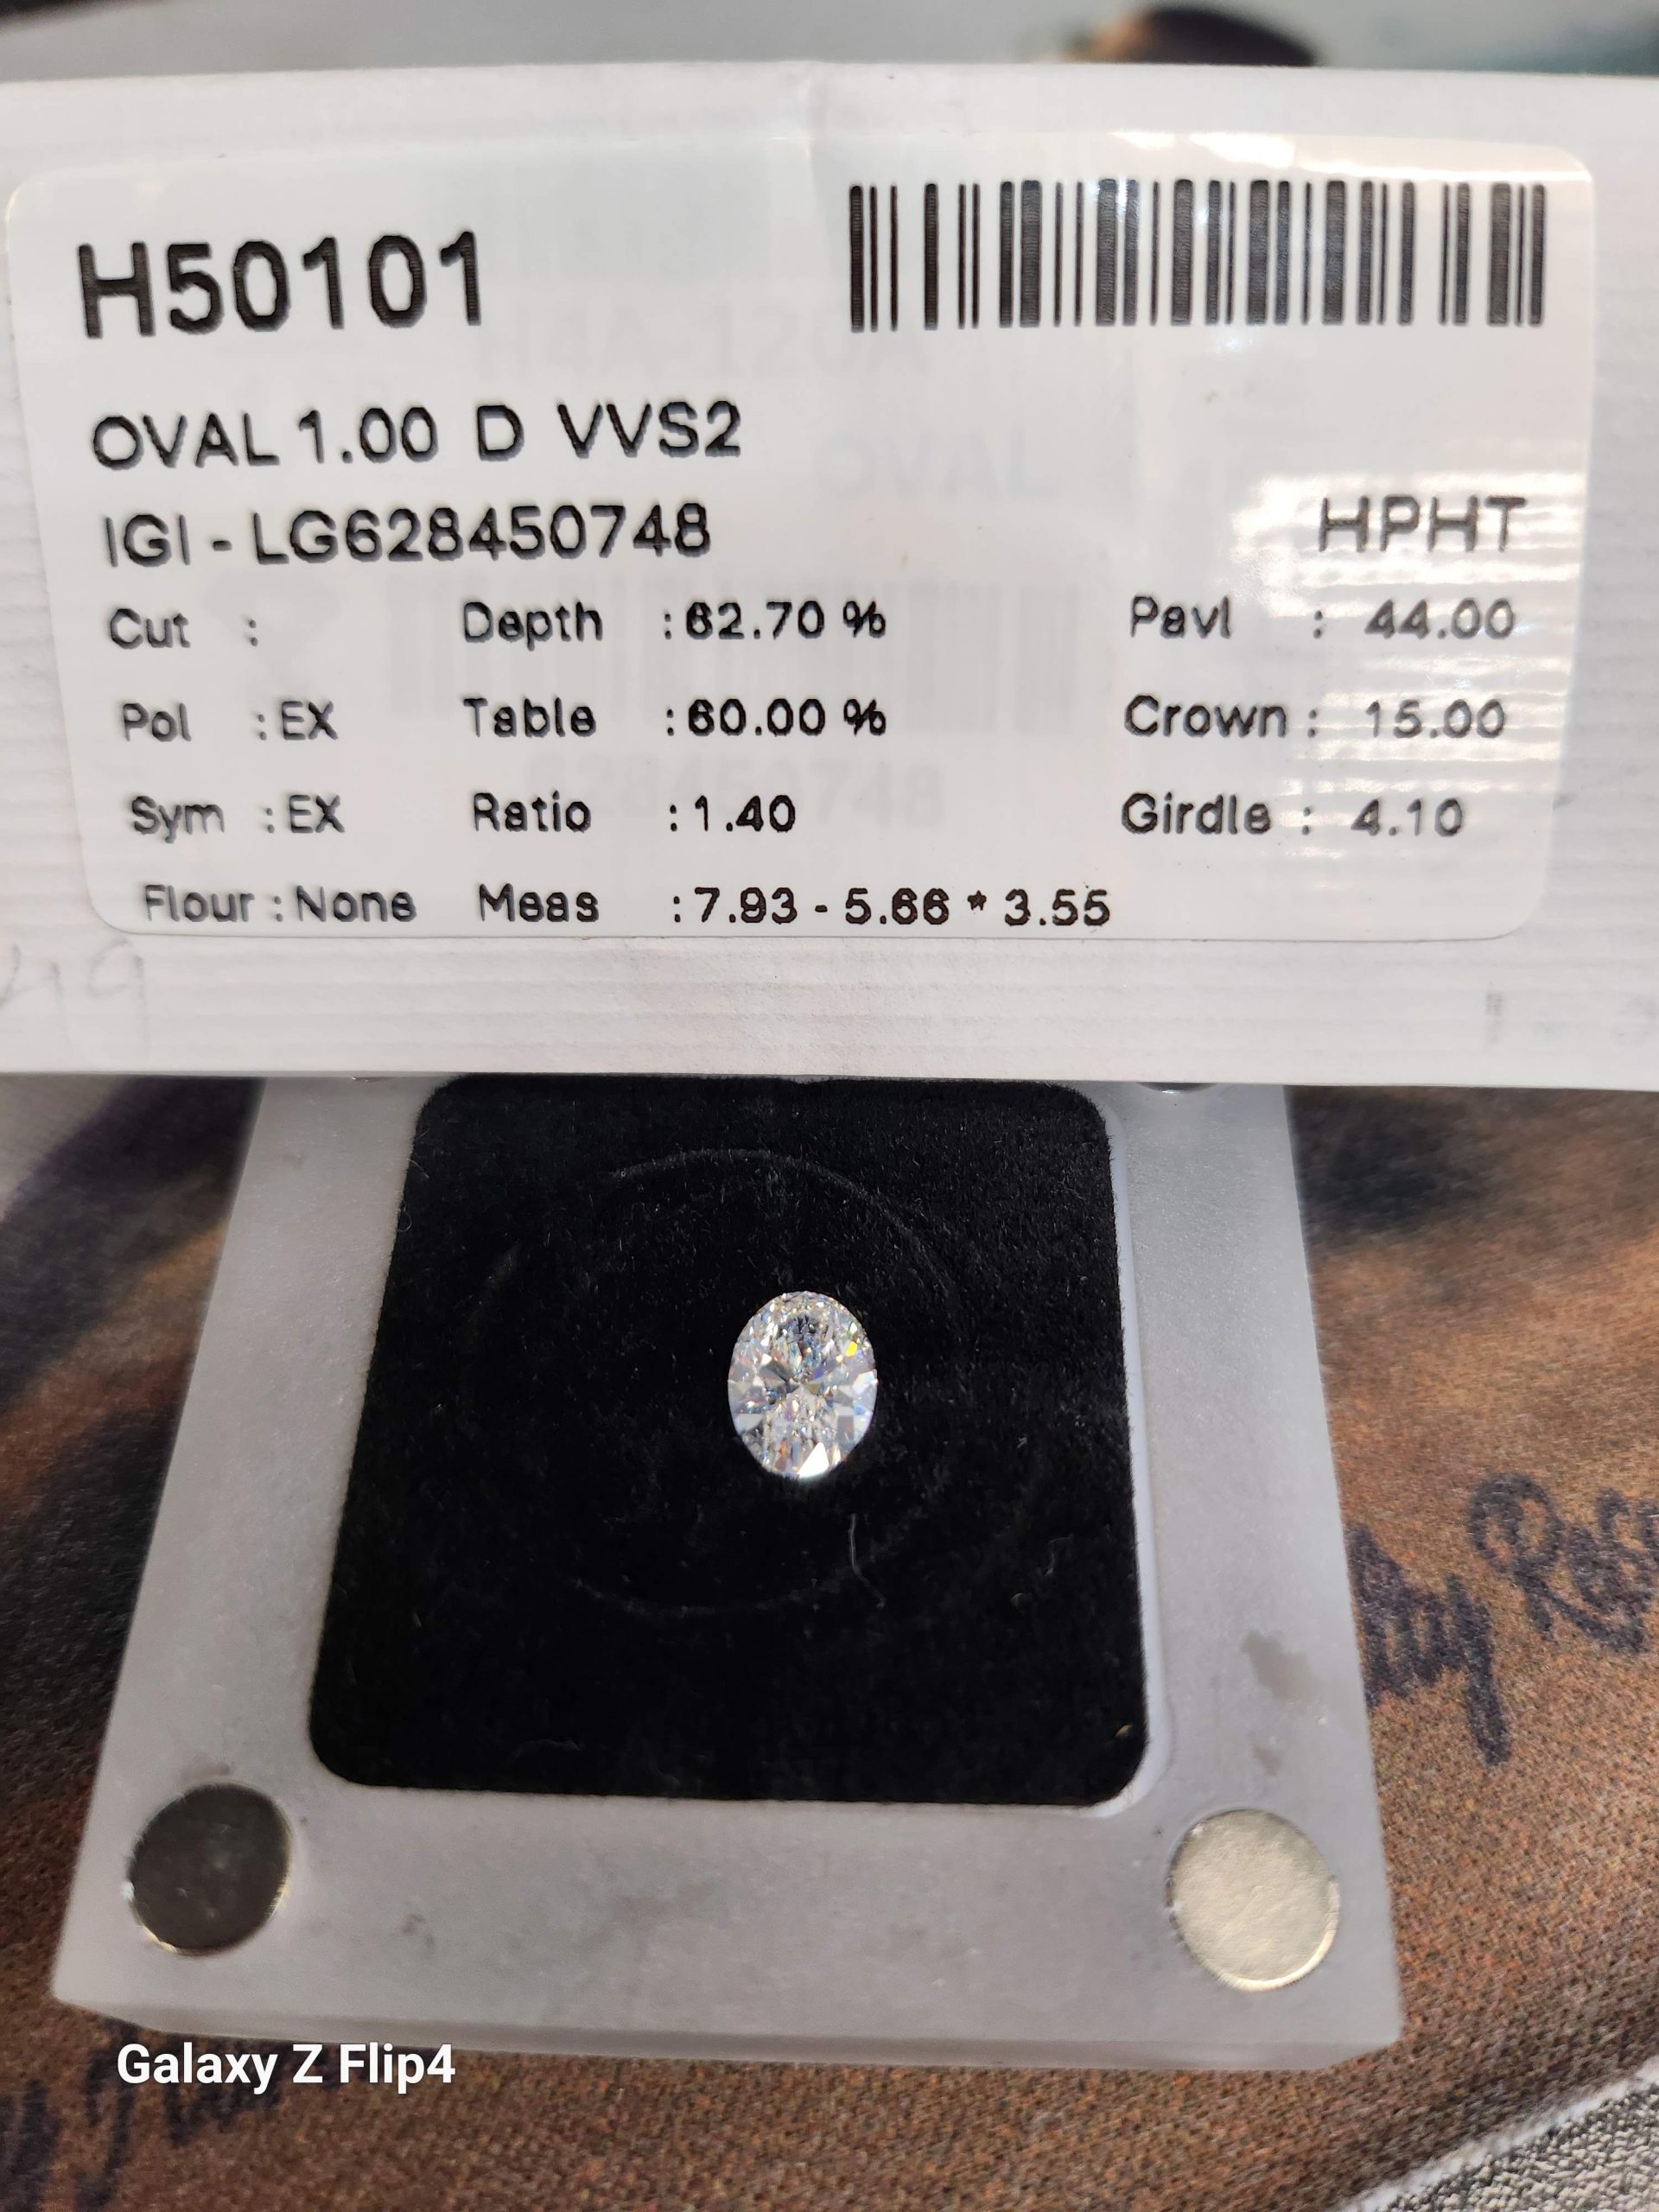 H50101
OVAL 1.00 D VVS2
IGI - LG628450748 HPHT
Cut : Depth : 62.70 % Pavl : 44.00
Pol : EX Table : 60.00 % Crown : 15.00
Sym : EX Ratio : 1.40 Girdle : 4.10
Flour : None Meas : 7.93 - 5.66 * 3.55
Galaxy Z Flip4